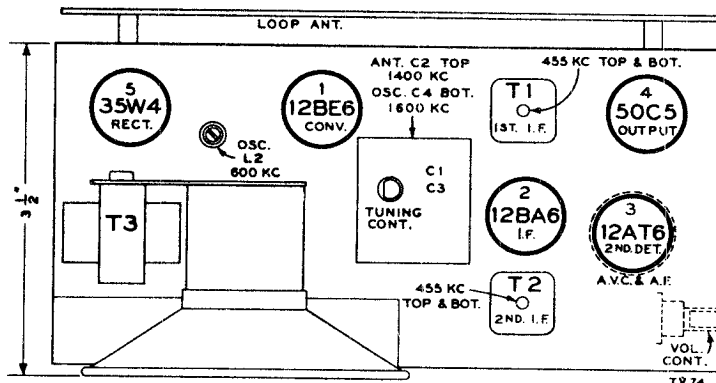 LOOP ANT.
3 1/2"
5
35W4
RECT.
OSC.
L2
600 KC
1
12BE6
CONV.
ANT. C2 TOP
1400 KC
OSC. C4 BOT.
1600 KC
C1
C3
TUNING
CONT.
455 KC TOP & BOT.
T1
1ST. I.F.
4
50C5
OUTPUT
T3
2
12BA6
I.F.
3
12AT6
2ND. DET.
A.V.C. & A.F.
455 KC
TOP & BOT.
T2
2ND. I.F.
VOL.
CONT.